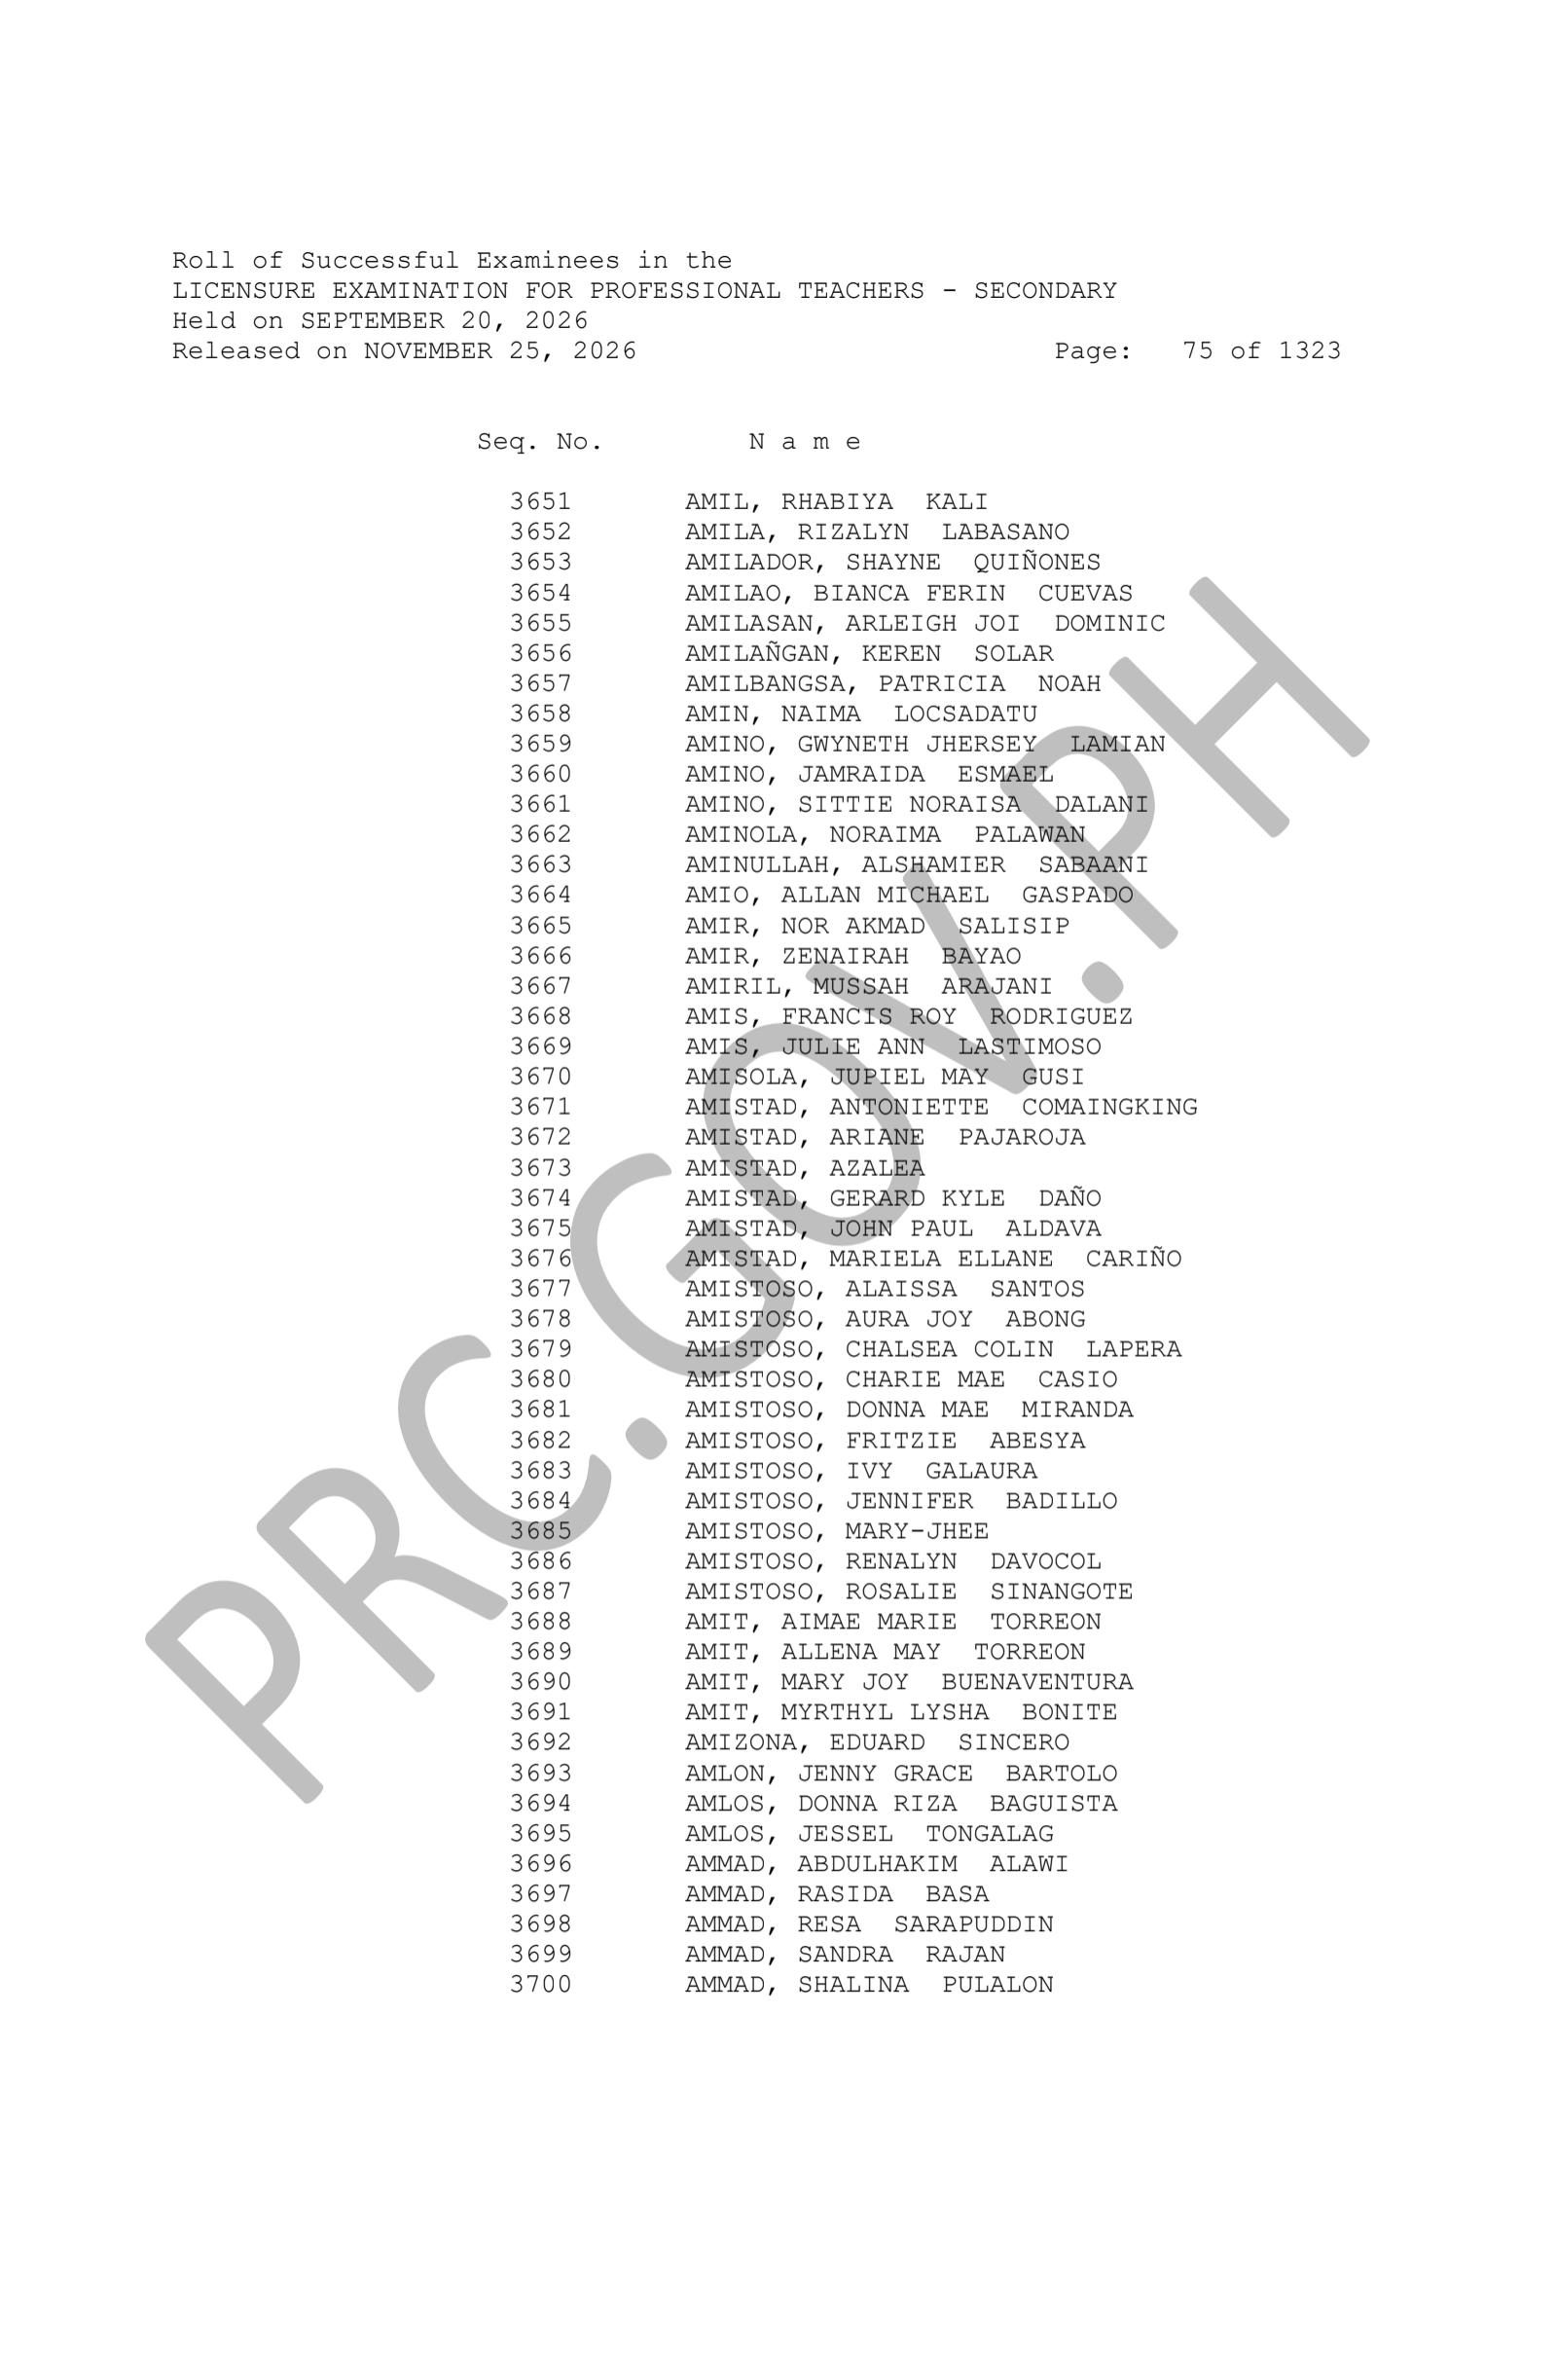 Roll of Successful Examinees in the
LICENSURE EXAMINATION FOR PROFESSIONAL TEACHERS - SECONDARY
Held on SEPTEMBER 20, 2026
Released on NOVEMBER 25, 2026 Page: 75 of 1323
Seq. No. N a m e
3651 AMIL, RHABIYA KALI
3652 AMILA, RIZALYN LABASANO
3653 AMILADOR, SHAYNE QUIÑONES
3654 AMILAO, BIANCA FERIN CUEVAS
3655 AMILASAN, ARLEIGH JOI DOMINIC
3656 AMILAÑGAN, KEREN SOLAR
3657 AMILBANGSA, PATRICIA NOAH
3658 AMIN, NAIMA LOCSADATU
3659 AMINO, GWYNETH JHERSEY LAMIAN
3660 AMINO, JAMRAIDA ESMAEL
3661 AMINO, SITTIE NORAISA DALANI
3662 AMINOLA, NORAIMA PALAWAN
3663 AMINULLAH, ALSHAMIER SABAANI
3664 AMIO, ALLAN MICHAEL GASPADO
3665 AMIR, NOR AKMAD SALISIP
3666 AMIR, ZENAIRAH BAYAO
3667 AMIRIL, MUSSAH ARAJANI
3668 AMIS, FRANCIS ROY RODRIGUEZ
3669 AMIS, JULIE ANN LASTIMOSO
3670 AMISOLA, JUPIEL MAY GUSI
3671 AMISTAD, ANTONIETTE COMAINGKING
3672 AMISTAD, ARIANE PAJAROJA
3673 AMISTAD, AZALEA
3674 AMISTAD, GERARD KYLE DAÑO
3675 AMISTAD, JOHN PAUL ALDAVA
3676 AMISTAD, MARIELA ELLANE CARIÑO
3677 AMISTOSO, ALAISSA SANTOS
3678 AMISTOSO, AURA JOY ABONG
3679 AMISTOSO, CHALSEA COLIN LAPERA
3680 AMISTOSO, CHARIE MAE CASIO
3681 AMISTOSO, DONNA MAE MIRANDA
3682 AMISTOSO, FRITZIE ABESYA
3683 AMISTOSO, IVY GALAURA
3684 AMISTOSO, JENNIFER BADILLO
3685 AMISTOSO, MARY-JHEE
3686 AMISTOSO, RENALYN DAVOCOL
3687 AMISTOSO, ROSALIE SINANGOTE
3688 AMIT, AIMAE MARIE TORREON
3689 AMIT, ALLENA MAY TORREON
3690 AMIT, MARY JOY BUENAVENTURA
3691 AMIT, MYRTHYL LYSHA BONITE
3692 AMIZONA, EDUARD SINCERO
3693 AMLON, JENNY GRACE BARTOLO
3694 AMLOS, DONNA RIZA BAGUISTA
3695 AMLOS, JESSEL TONGALAG
3696 AMMAD, ABDULHAKIM ALAWI
3697 AMMAD, RASIDA BASA
3698 AMMAD, RESA SARAPUDDIN
3699 AMMAD, SANDRA RAJAN
3700 AMMAD, SHALINA PULALON
PRC.GOV.PH